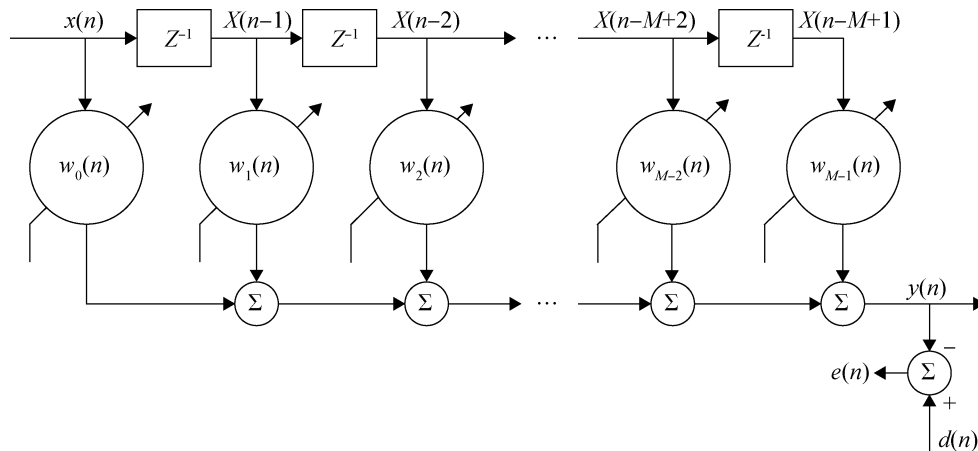 x(n) Z⁻¹ X(n−1) Z⁻¹ X(n−2) ... X(n−M+2) Z⁻¹ X(n−M+1)
w₀(n) w₁(n) w₂(n) w_{M−2}(n) w_{M−1}(n)
Σ Σ ... Σ Σ y(n)
−
e(n) Σ
+
d(n)